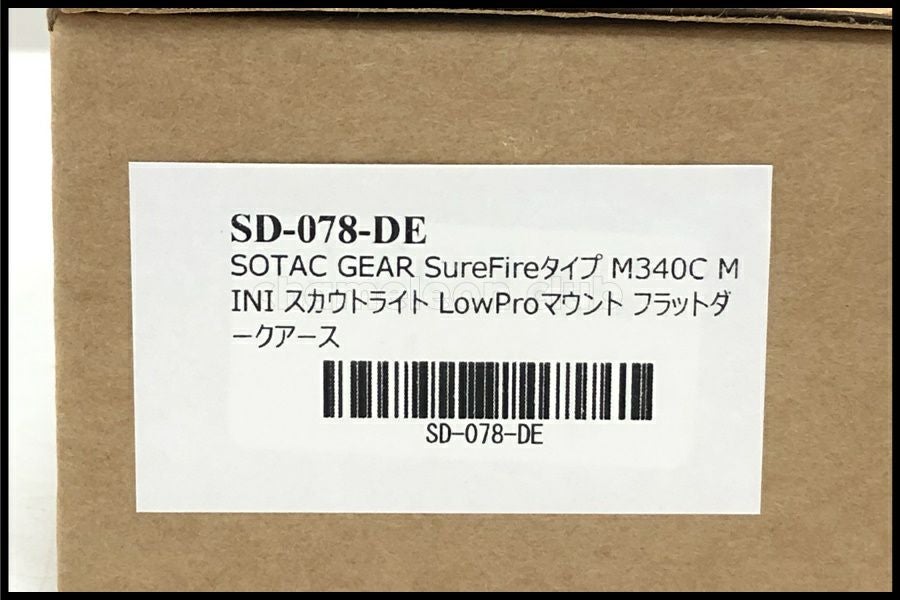 SD-078-DE
SOTAC GEAR SureFireタイプ M340C M
INI スカウトライト LowProマウント フラットダ
ークアース
SD-078-DE